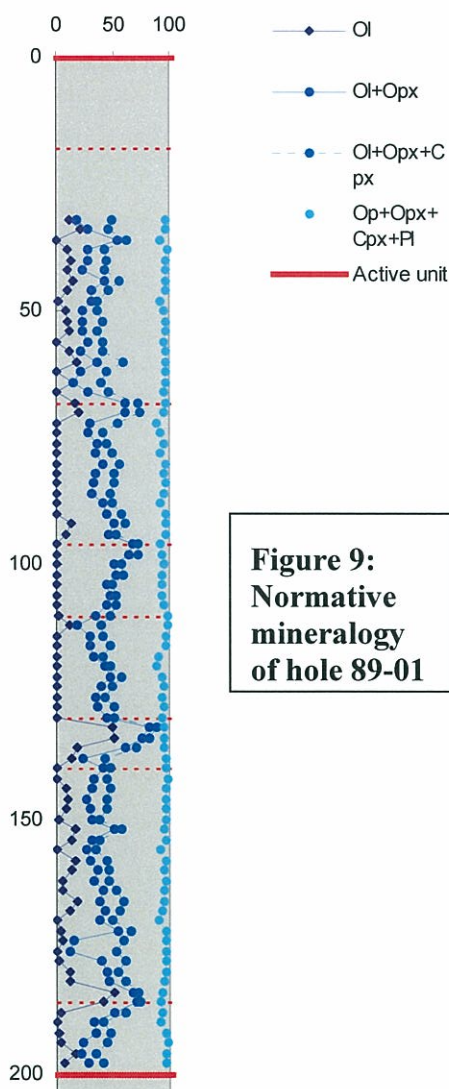 0 50 100
0
50
100
150
200
Ol
Ol+Opx
Ol+Opx+C
px
Op+Opx+
Cpx+Pl
Active unit
Figure 9:
Normative
mineralogy
of hole 89-01